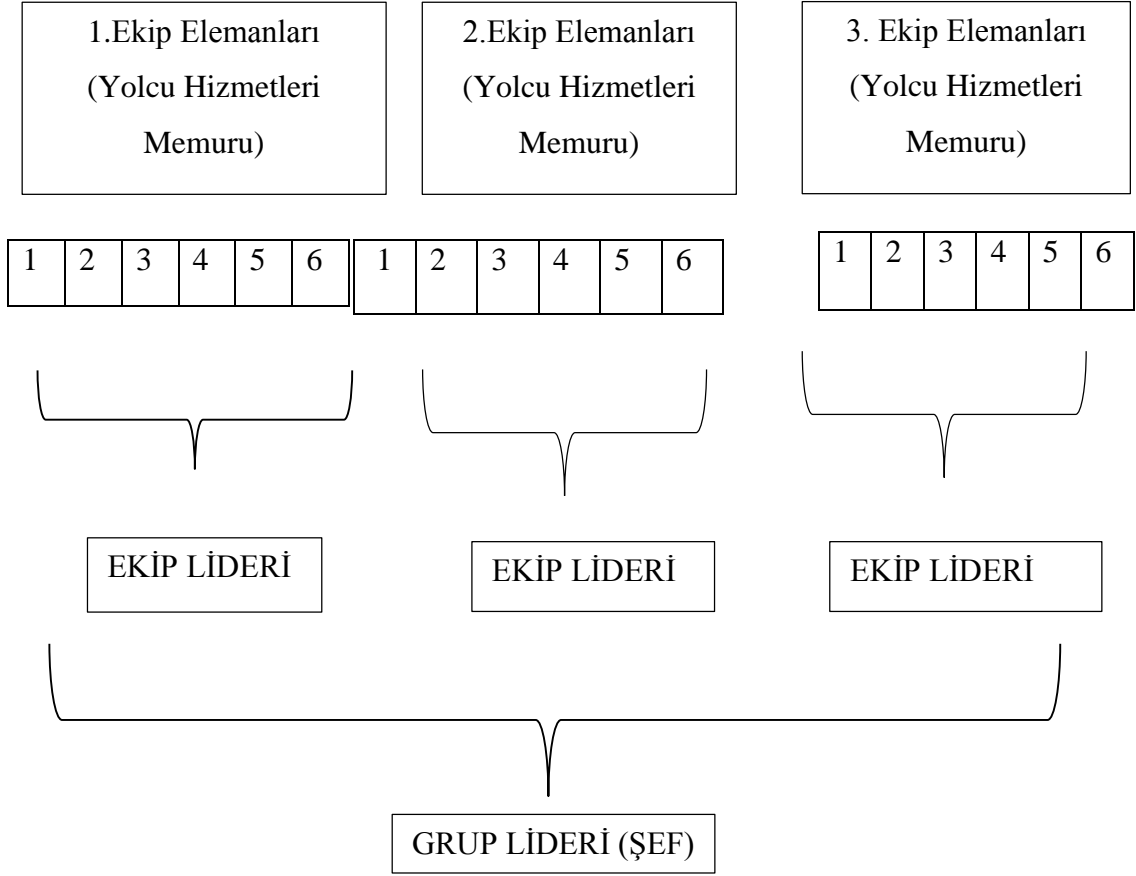 1.Ekip Elemanları
(Yolcu Hizmetleri
Memuru)
2.Ekip Elemanları
(Yolcu Hizmetleri
Memuru)
3. Ekip Elemanları
(Yolcu Hizmetleri
Memuru)
1 2 3 4 5 6
1 2 3 4 5 6
1 2 3 4 5 6
EKİP LİDERİ
EKİP LİDERİ
EKİP LİDERİ
GRUP LİDERİ (ŞEF)